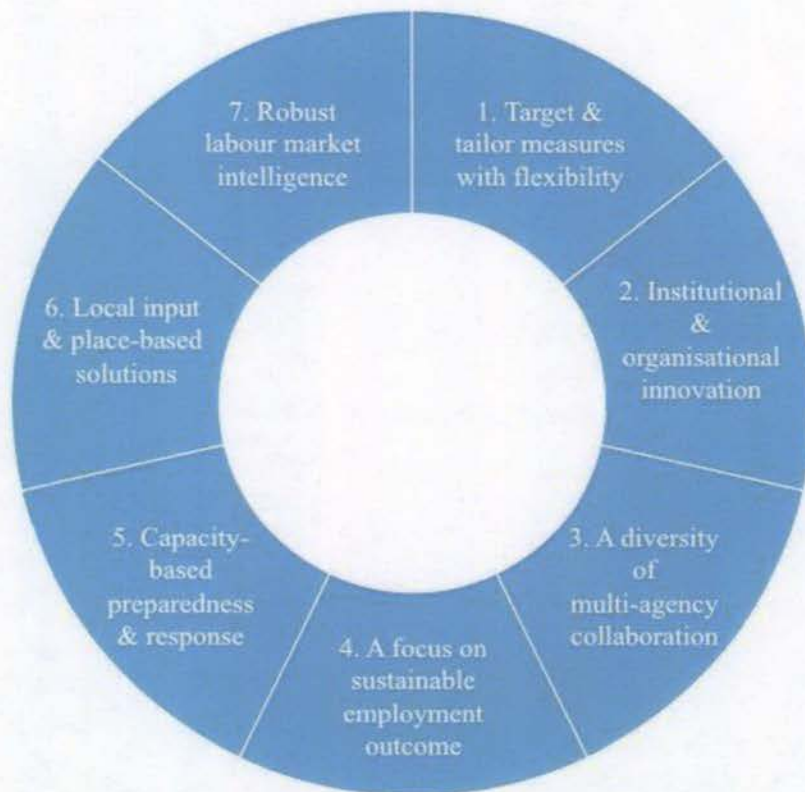 1. Target &
tailor measures
with flexibility
2. Institutional
&
organisational
innovation
3. A diversity
of
multi-agency
collaboration
4. A focus on
sustainable
employment
outcome
5. Capacity-
based
preparedness
& response
6. Local input
& place-based
solutions
7. Robust
labour market
intelligence